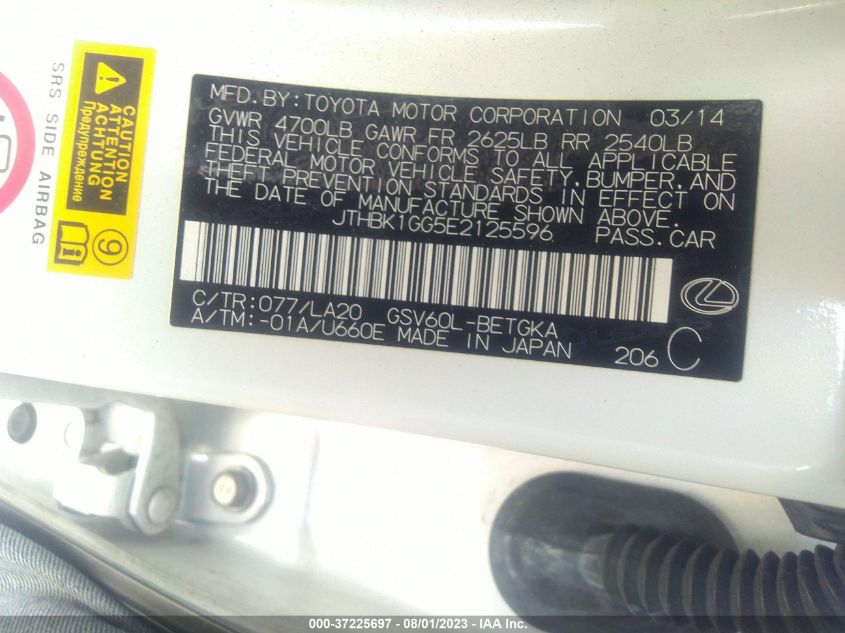 SRS SIDE AIRBAG
CAUTION
ATTENTION
ACHTUNG
Предупреждение
9
MFD.BY:TOYOTA MOTOR CORPORATION 03/14
GVWR 4700LB GAWR FR 2625LB RR 2540LB
THIS VEHICLE CONFORMS TO ALL APPLICABLE
FEDERAL MOTOR VEHICLE SAFETY,BUMPER,AND
THEFT PREVENTION STANDARDS IN EFFECT ON
THE DATE OF MANUFACTURE SHOWN ABOVE.
JTHBK1GG5E2125596 PASS.CAR
C/TR:077/LA20 GSV60L-BETGKA
A/TM:-01A/U660E MADE IN JAPAN 206 C
000-37225697 - 08/01/2023 - IAA Inc.